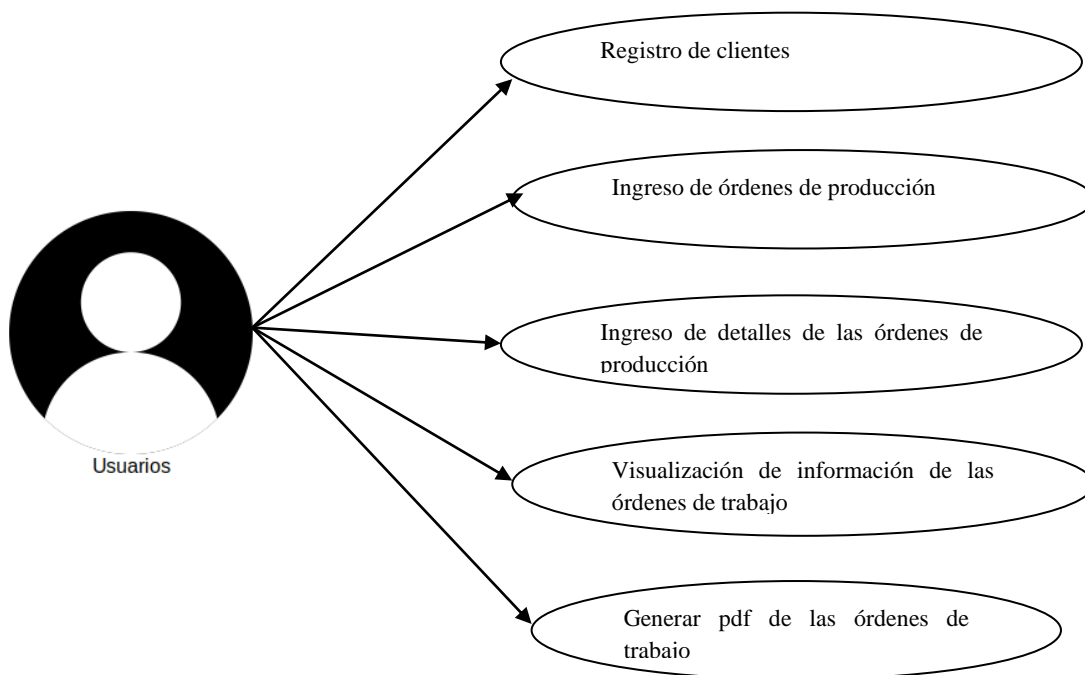 Registro de clientes
Ingreso de órdenes de producción
Ingreso de detalles de las órdenes de
producción
Usuarios
Visualización de información de las
órdenes de trabajo
Generar pdf de las órdenes de
trabajo